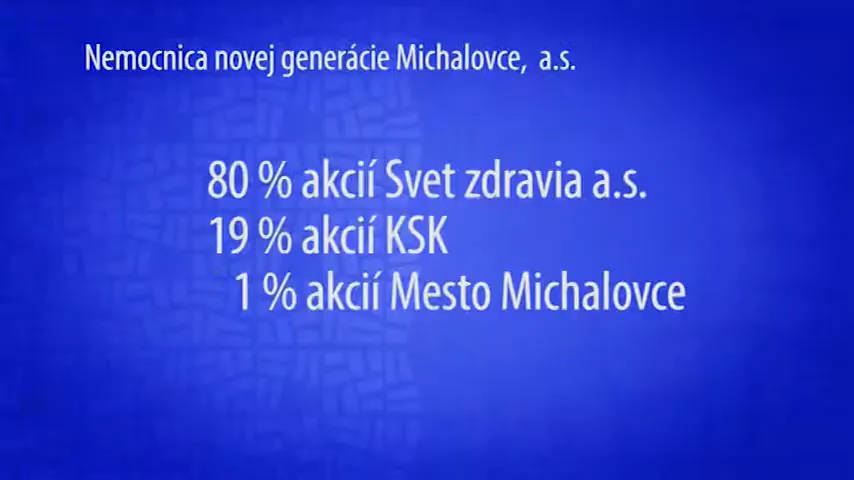 Nemocnica novej generácie Michalovce, a.s.
80 % akcií Svet zdravia a.s.
19 % akcií KSK
1 % akcií Mesto Michalovce